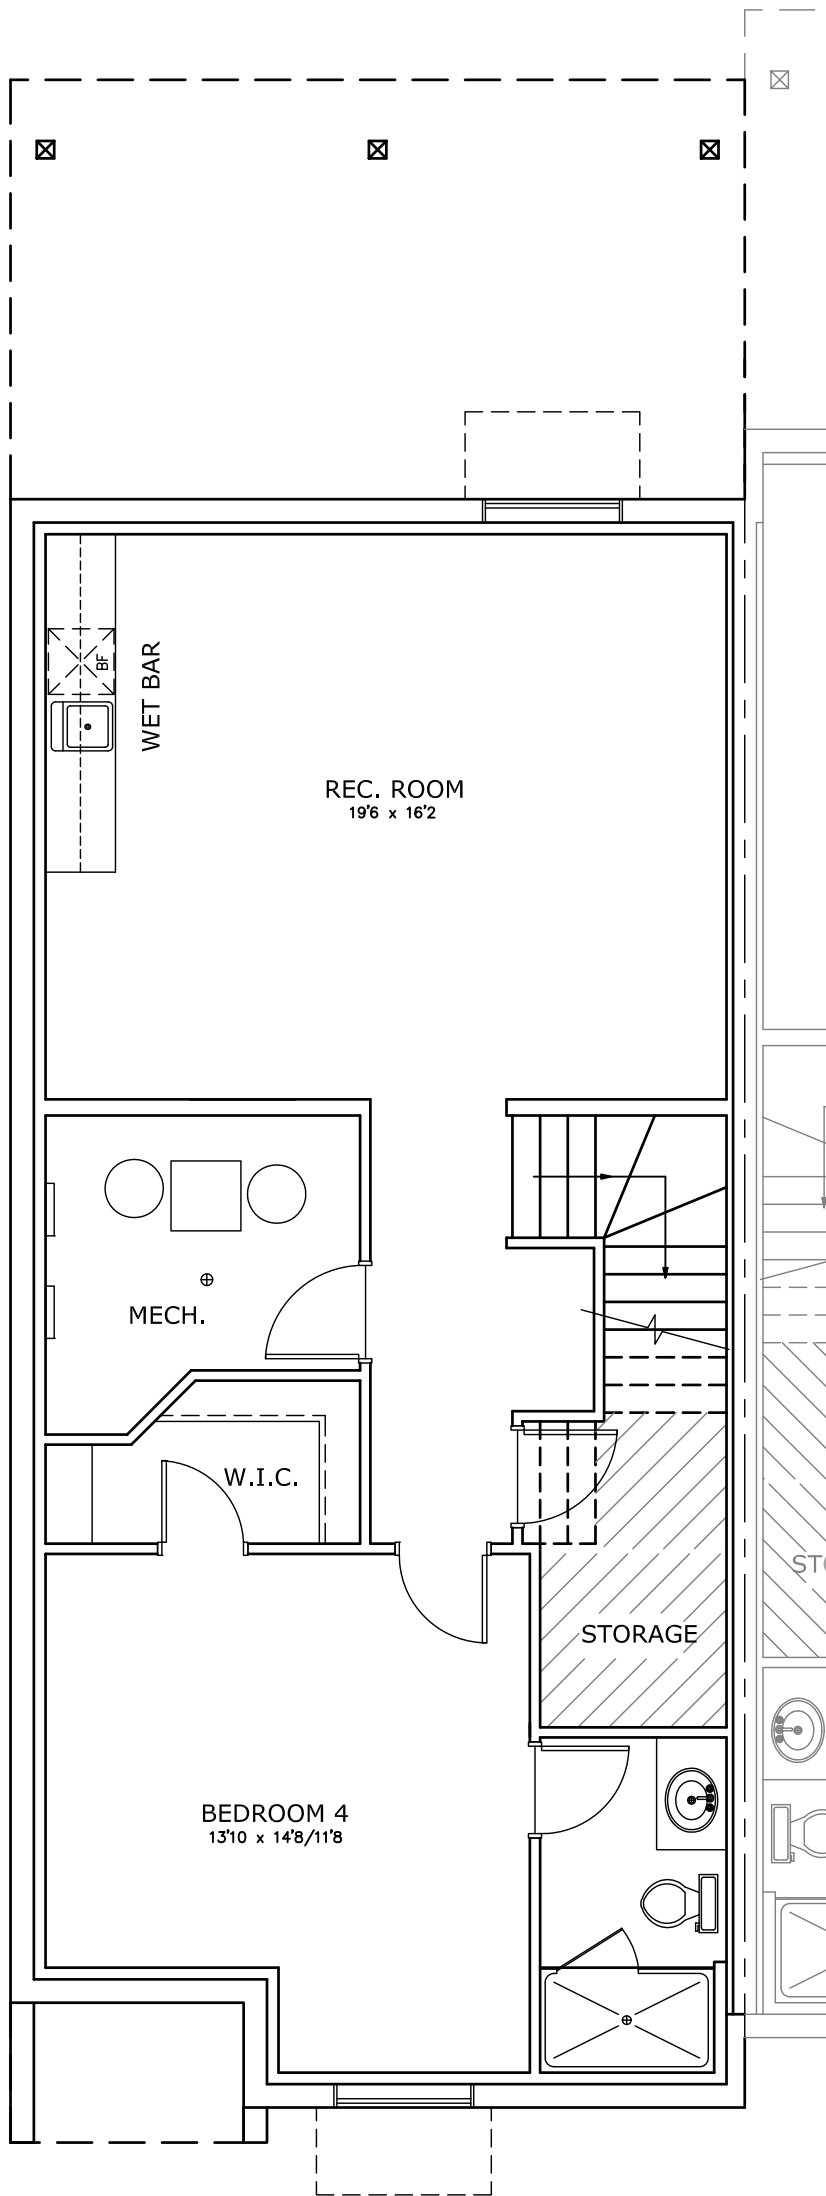 BF
WET BAR
REC. ROOM
19'6 x 16'2
MECH.
W.I.C.
STO
STORAGE
BEDROOM 4
13'10 x 14'8/11'8